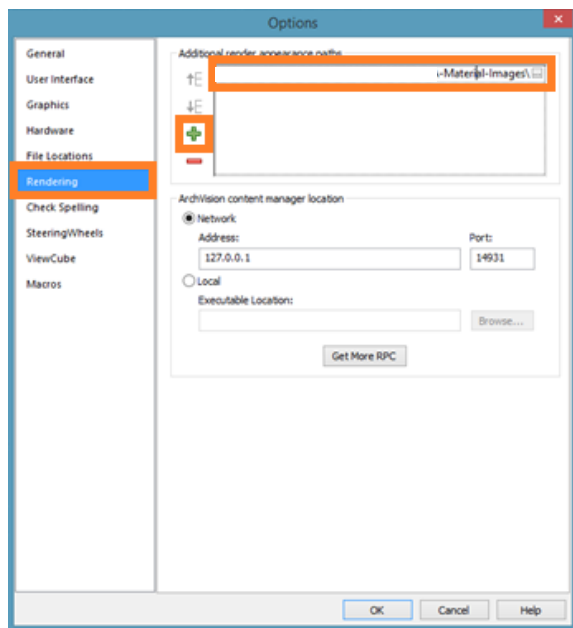 Options
General
User Interface
Graphics
Hardware
File Locations
Rendering
Check Spelling
SteeringWheels
ViewCube
Macros
Additional render appearance paths
-Material-Images\
ArchVision content manager location
Network
Address:
Port:
127.0.0.1
14931
Local
Executable Location:
Browse...
Get More RPC
OK
Cancel
Help